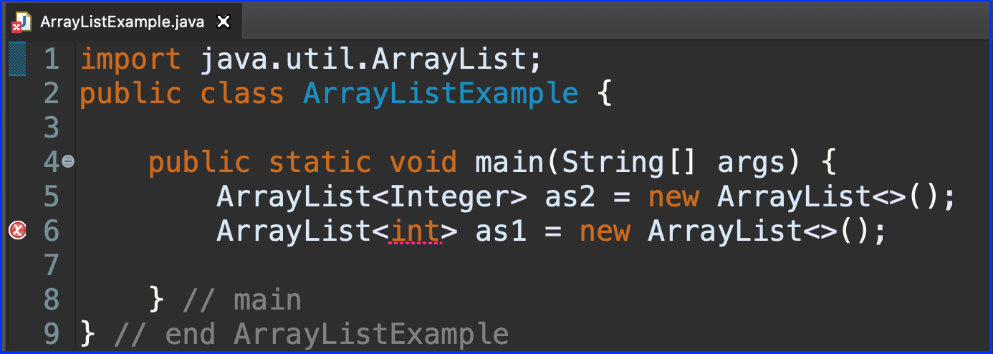 ArrayListExample.java
1 import java.util.ArrayList;
2 public class ArrayListExample {
3
4 public static void main(String[] args) {
5 ArrayList<Integer> as2 = new ArrayList<>();
6 ArrayList<int> as1 = new ArrayList<>();
7
8 } // main
9 } // end ArrayListExample